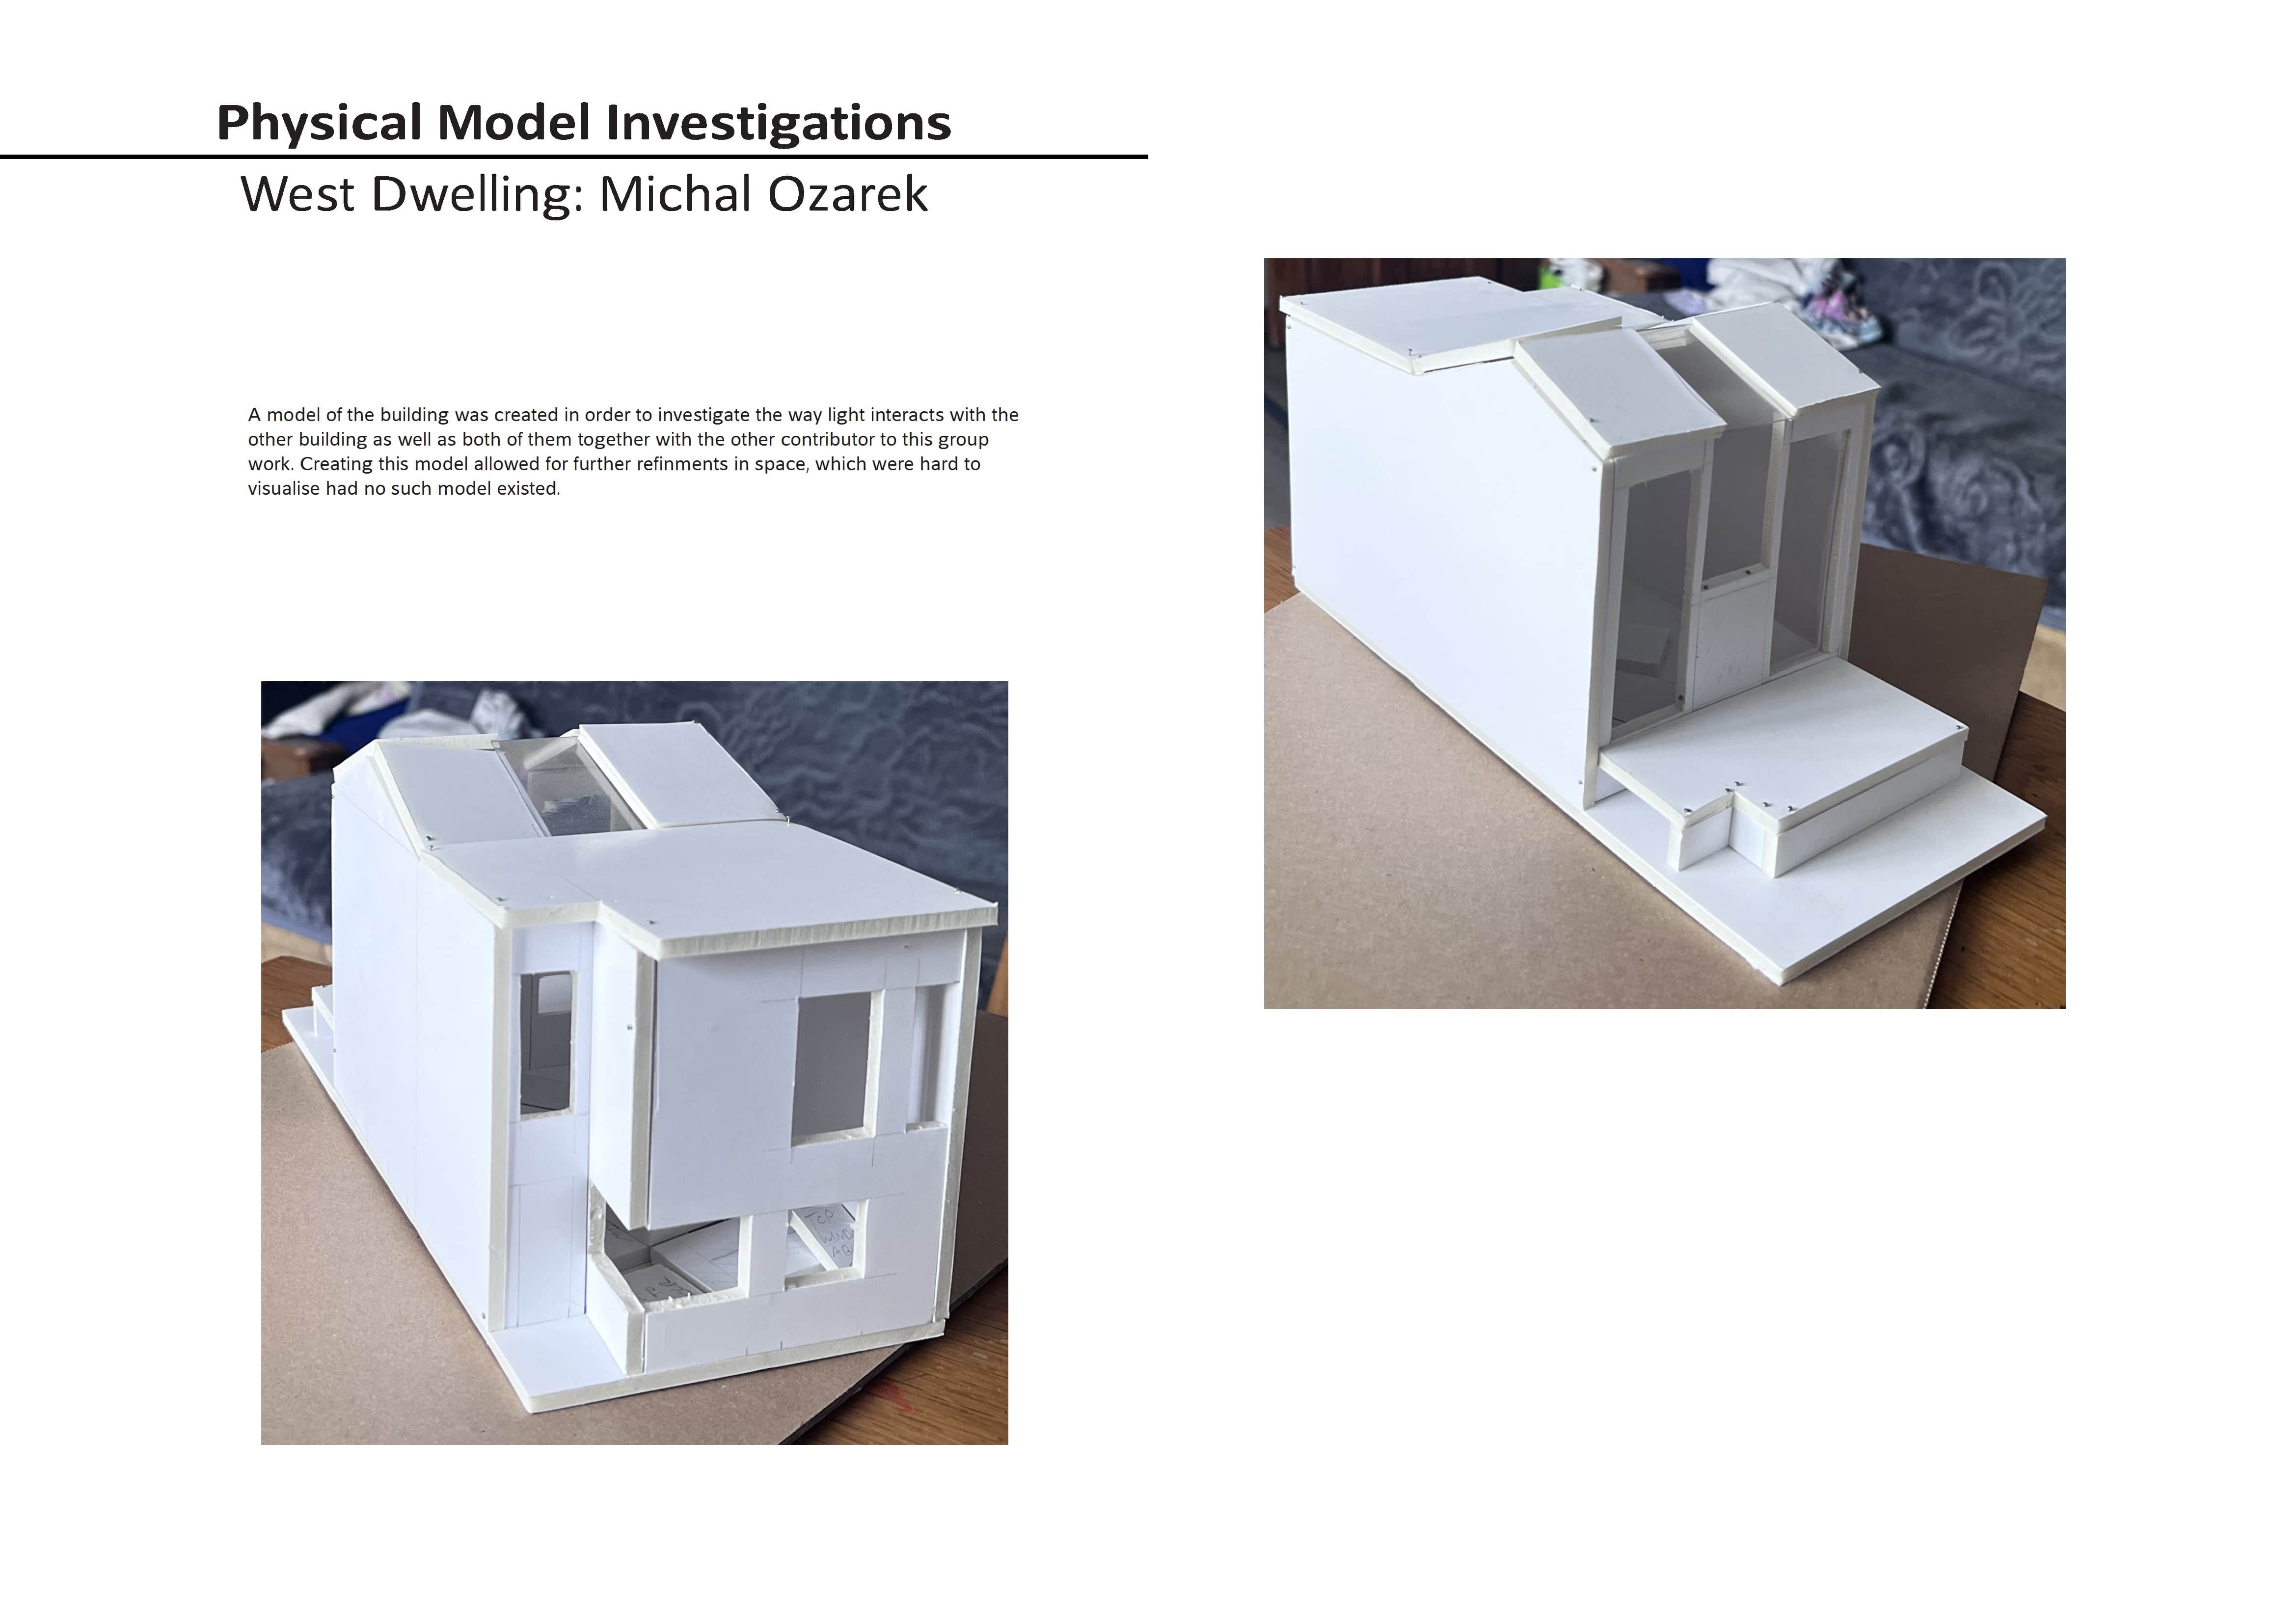 Physical Model Investigations
West Dwelling: Michal Ozarek
A model of the building was created in order to investigate the way light interacts with the
other building as well as both of them together with the other contributor to this group
work. Creating this model allowed for further refinments in space, which were hard to
visualise had no such model existed.
TOP